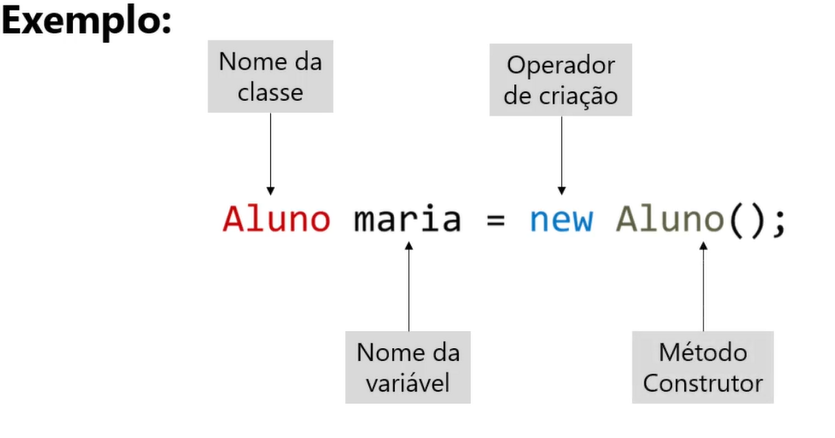 Exemplo:
Nome da
classe
Operador
de criação
Aluno maria = new Aluno();
Nome da
variável
Método
Construtor